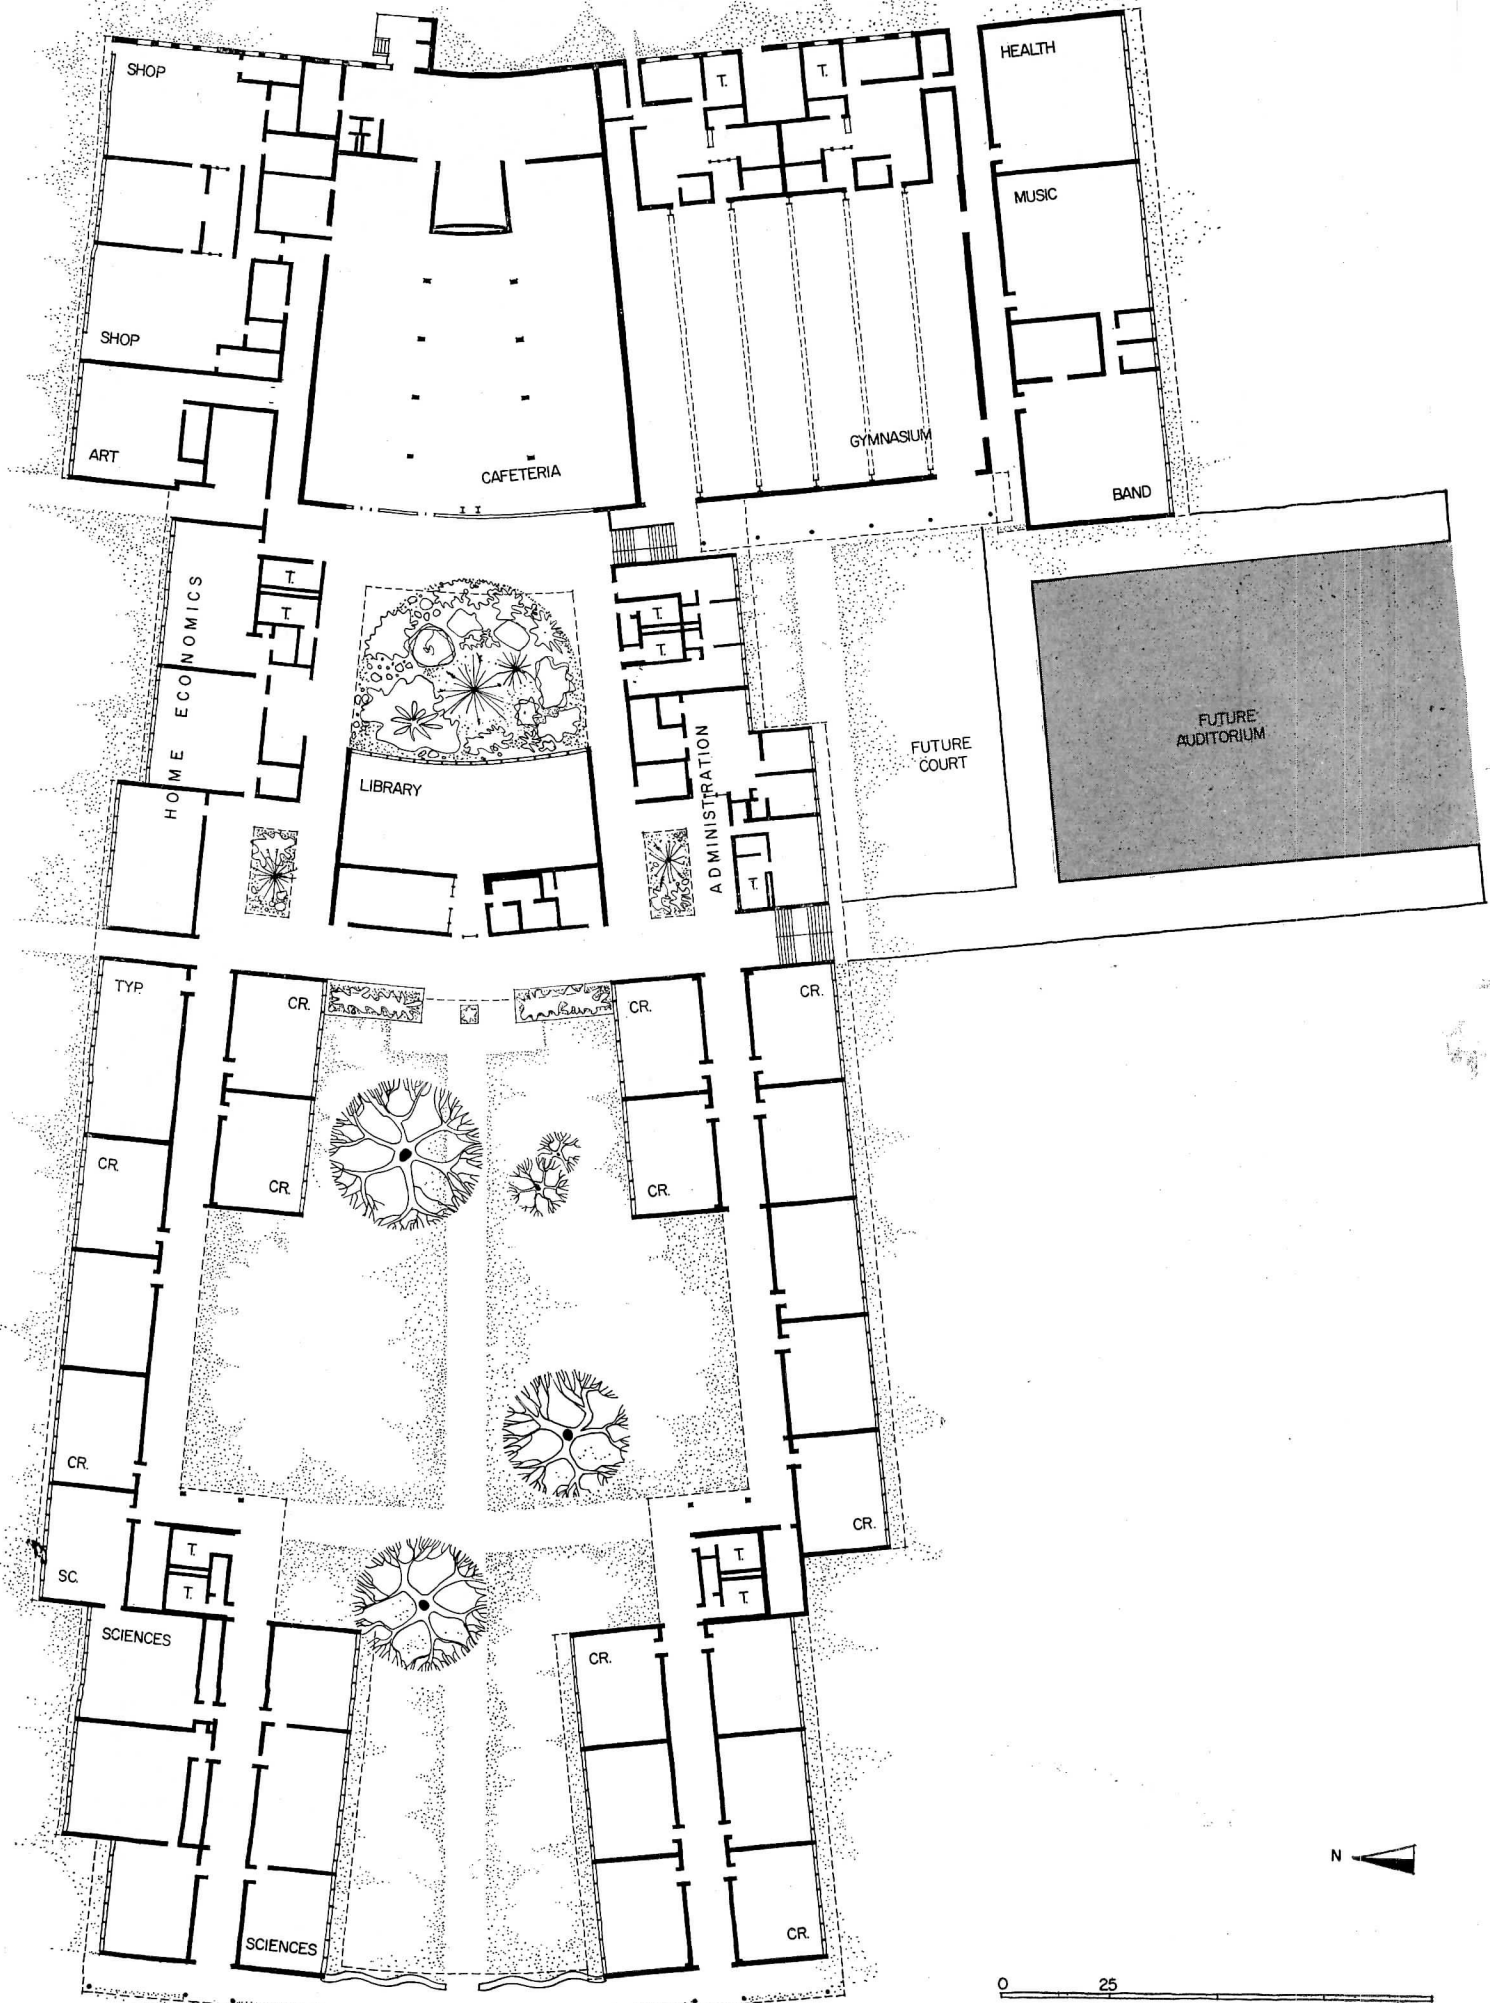 HEALTH
SHOP
T.
T.
MUSIC
SHOP
GYMNASIUM
ART
CAFETERIA
BAND
T.
T.
HOME ECONOMICS
T.
T.
FUTURE
AUDITORIUM
FUTURE
COURT
LIBRARY
ADMINISTRATION
T.
TYP.
CR.
CR.
CR.
CR.
CR.
CR.
CR.
CR.
SC.
T.
T.
CR.
T.
T.
SCIENCES
CR.
N
SCIENCES
CR.
0
25